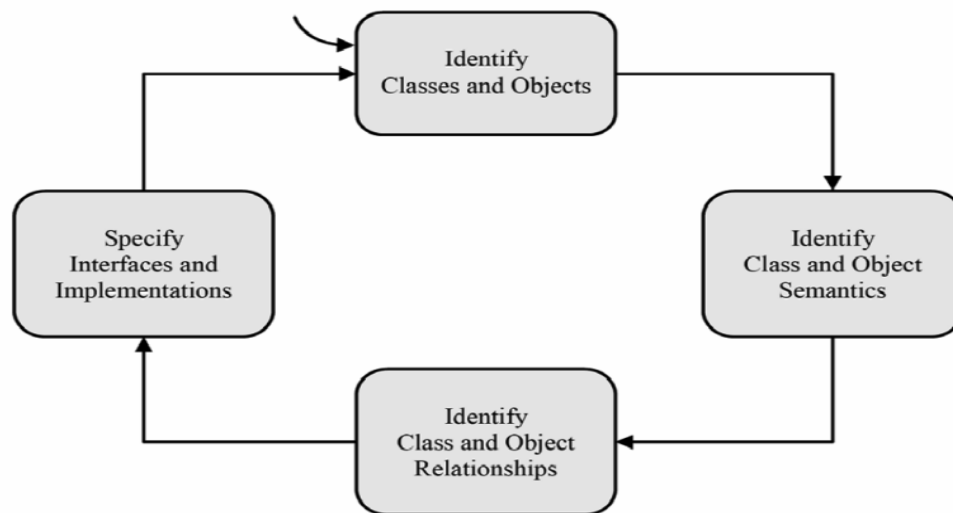 Identify
Classes and Objects
Identify
Class and Object
Semantics
Identify
Class and Object
Relationships
Specify
Interfaces and
Implementations